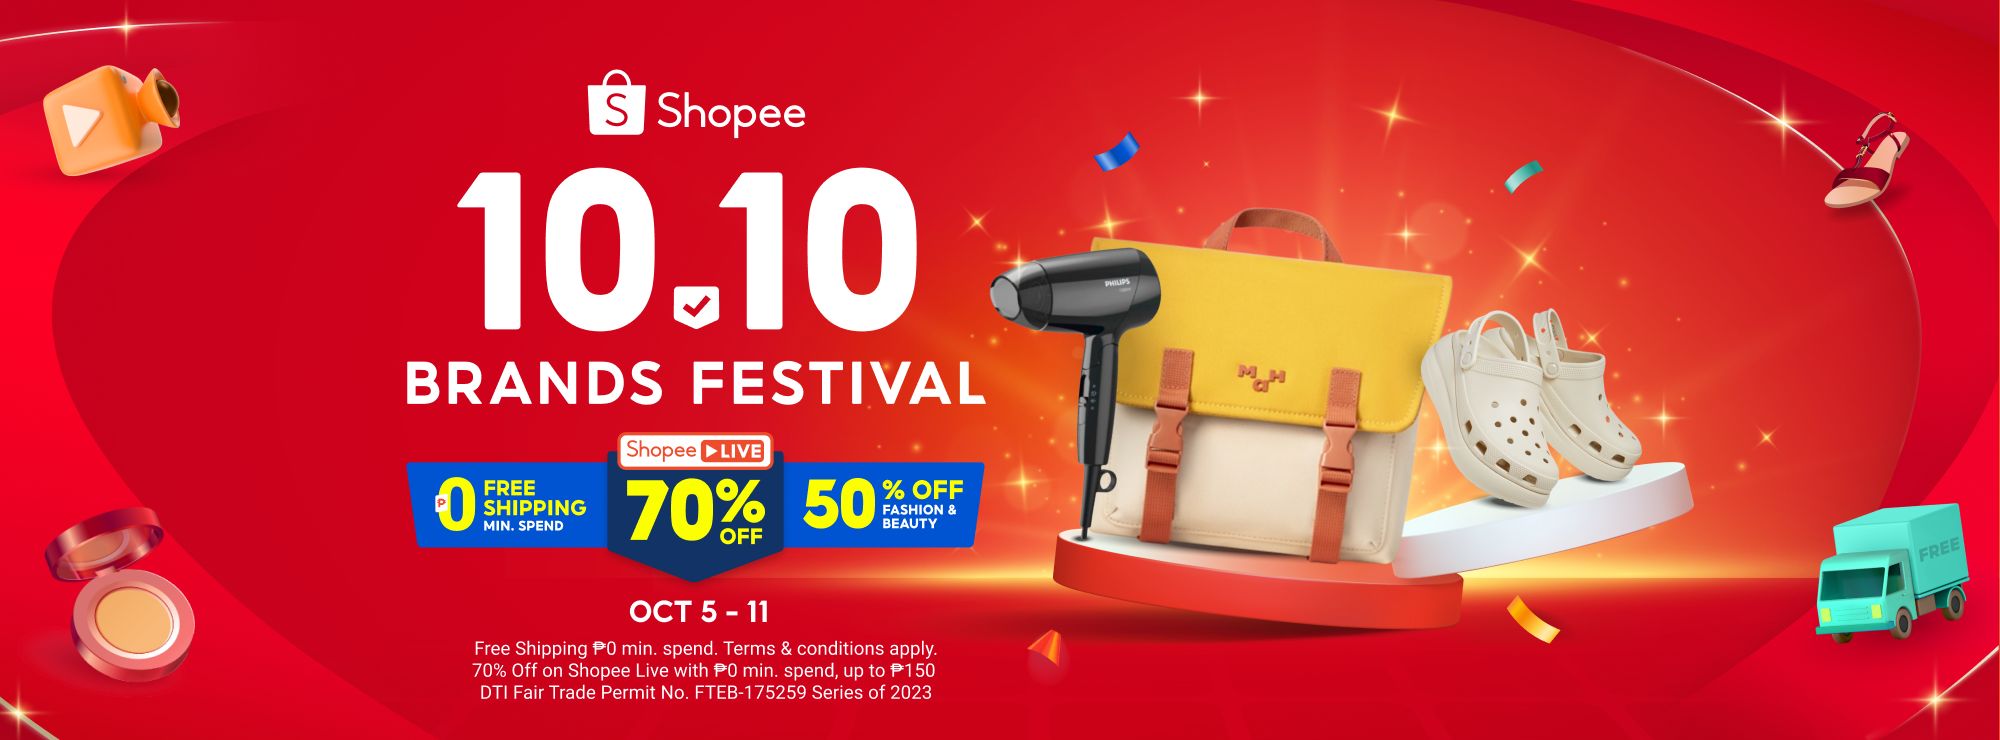 Shopee
10.10
BRANDS FESTIVAL
Shopee LIVE
₱0 FREE SHIPPING
MIN. SPEND
70% OFF
50% OFF
FASHION &
BEAUTY
OCT 5 - 11
Free Shipping ₱0 min. spend. Terms & conditions apply.
70% Off on Shopee Live with ₱0 min. spend, up to ₱150
DTI Fair Trade Permit No. FTEB-175259 Series of 2023
PHILIPS
MaH
FREE